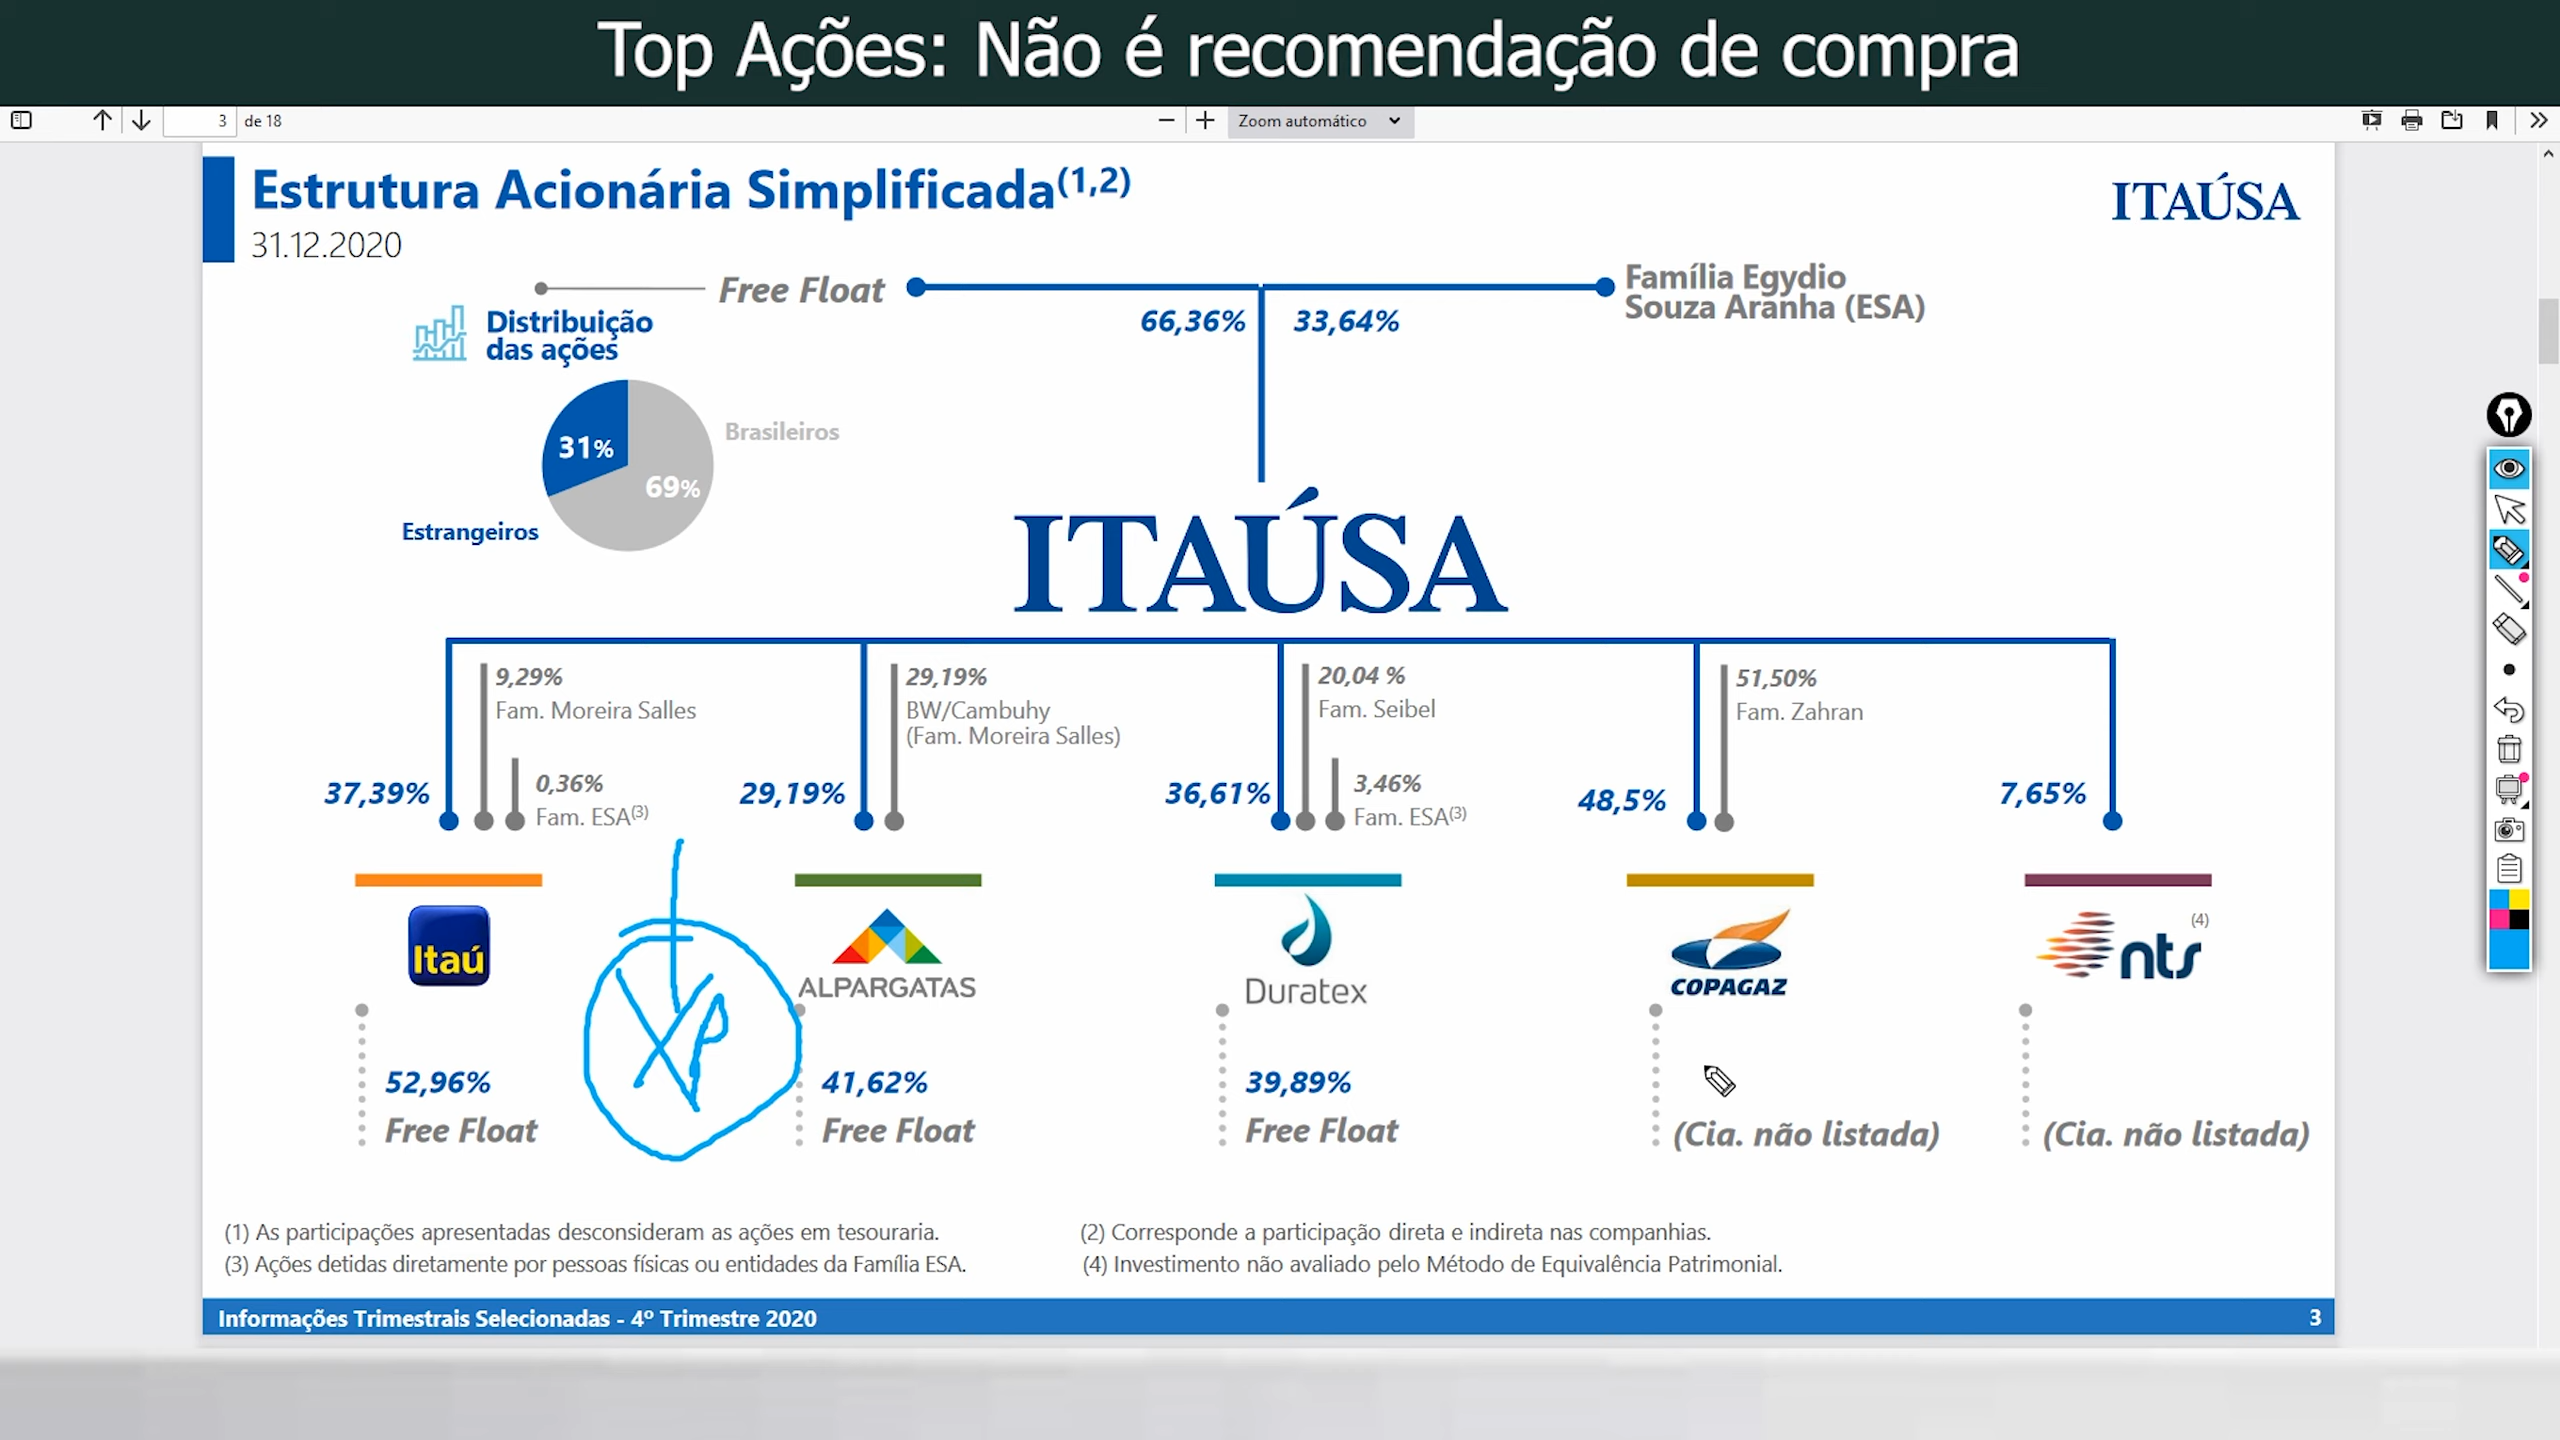 Top Ações: Não é recomendação de compra
3 de 18
Zoom automático
Estrutura Acionária Simplificada(1,2)
31.12.2020
ITAÚSA
Free Float
Família Egydio
Souza Aranha (ESA)
66,36%
33,64%
Distribuição
das ações
31%
69%
Brasileiros
Estrangeiros
ITAÚSA
9,29%
Fam. Moreira Salles
0,36%
Fam. ESA(3)
37,39%
29,19%
BW/Cambuhy
(Fam. Moreira Salles)
29,19%
20,04 %
Fam. Seibel
3,46%
Fam. ESA(3)
36,61%
51,50%
Fam. Zahran
48,5%
7,65%
Itaú
XP
ALPARGATAS
Duratex
COPAGAZ
nts
(4)
52,96%
Free Float
41,62%
Free Float
39,89%
Free Float
(Cia. não listada)
(Cia. não listada)
(1) As participações apresentadas desconsideram as ações em tesouraria.
(2) Corresponde a participação direta e indireta nas companhias.
(3) Ações detidas diretamente por pessoas físicas ou entidades da Família ESA.
(4) Investimento não avaliado pelo Método de Equivalência Patrimonial.
Informações Trimestrais Selecionadas - 4º Trimestre 2020
3